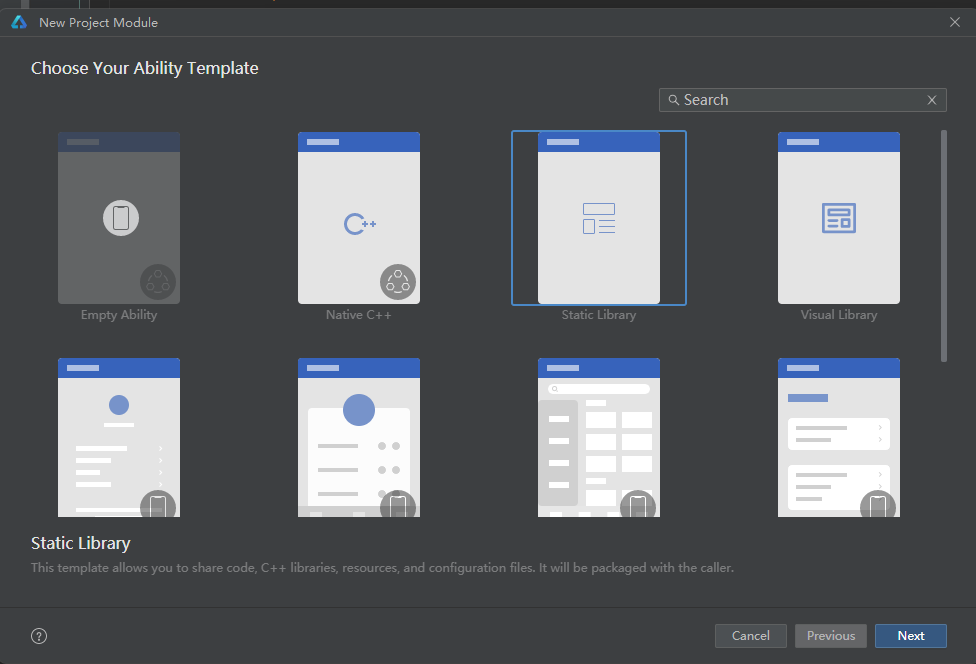 New Project Module
Choose Your Ability Template
Search
Empty Ability
Native C++
Static Library
Visual Library
Static Library
This template allows you to share code, C++ libraries, resources, and configuration files. It will be packaged with the caller.
? Cancel Previous Next